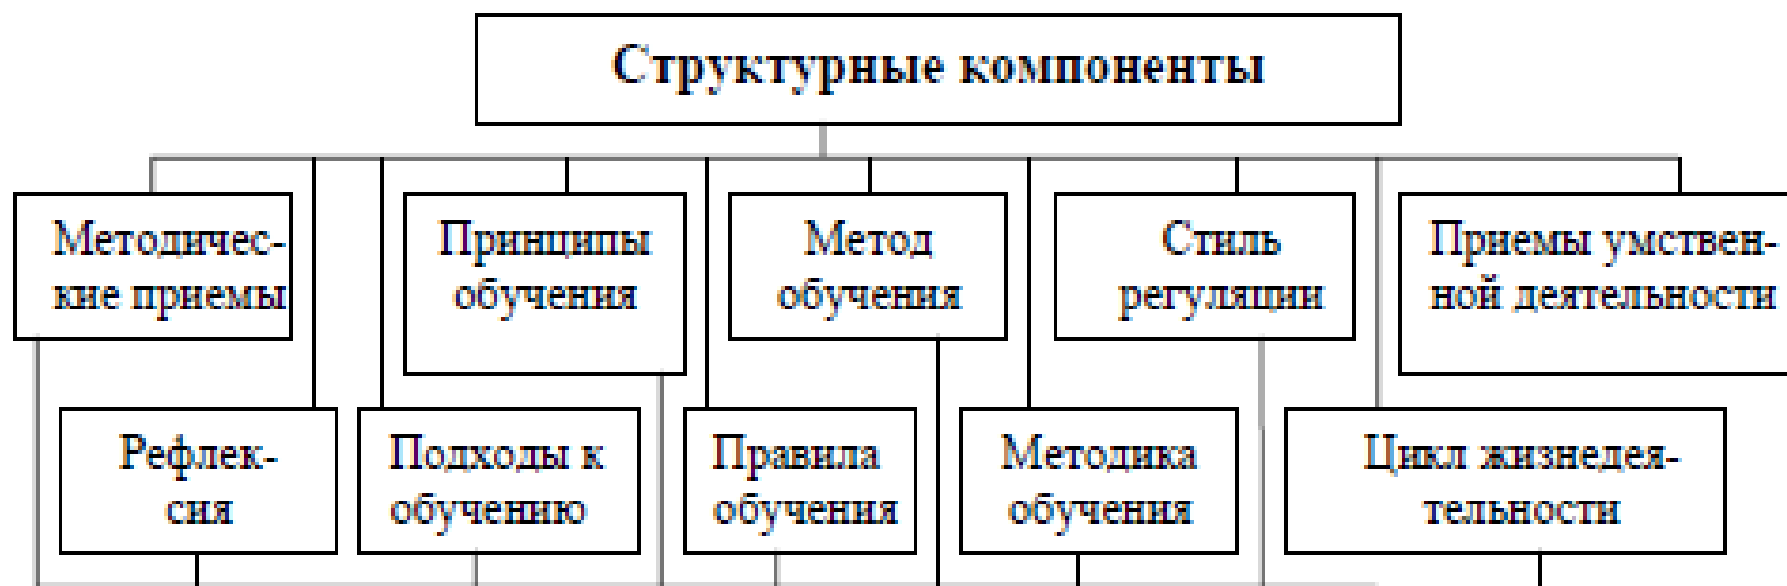 Структурные компоненты
Методичес-
кие приемы
Принципы
обучения
Метод
обучения
Стиль
регуляции
Приемы умствен-
ной деятельности
Рефлек-
сия
Подходы к
обучению
Правила
обучения
Методика
обучения
Цикл жизнедея-
тельности